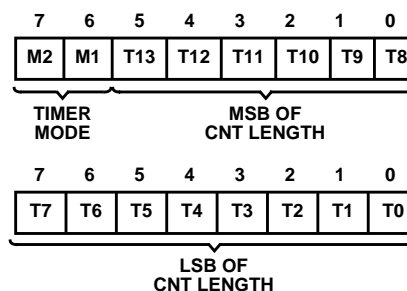 7 6 5 4 3 2 1 0
M2 M1 T13 T12 T11 T10 T9 T8
TIMER MODE
MSB OF CNT LENGTH
7 6 5 4 3 2 1 0
T7 T6 T5 T4 T3 T2 T1 T0
LSB OF CNT LENGTH